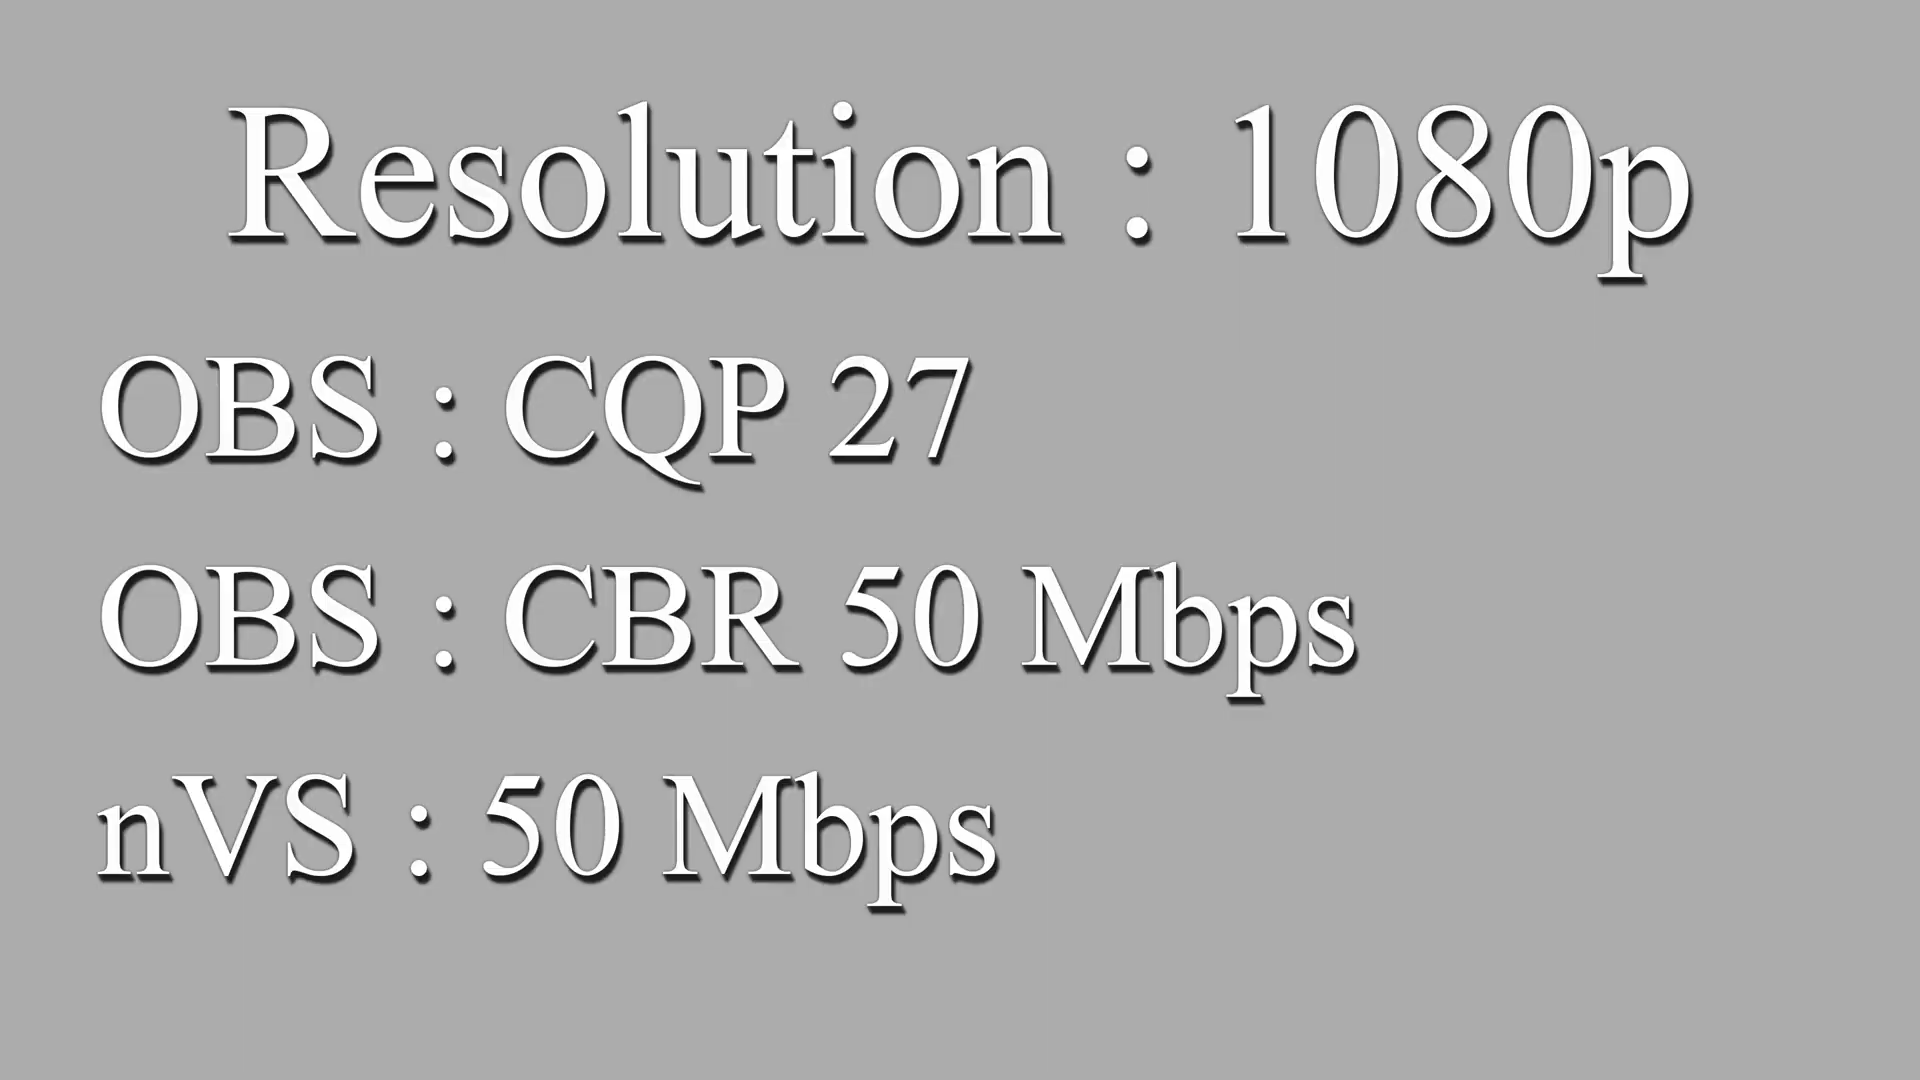 Resolution : 1080p
OBS : CQP 27
OBS : CBR 50 Mbps
nVS : 50 Mbps